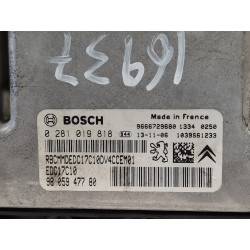 16937
BOSCH
Made in France
9666729680 1334 0250
0 281 019 818 E44 13-11-06 1039S61233
RBCMMDEDC17C10DV4CCEM01
EDC17C10
98 059 477 80